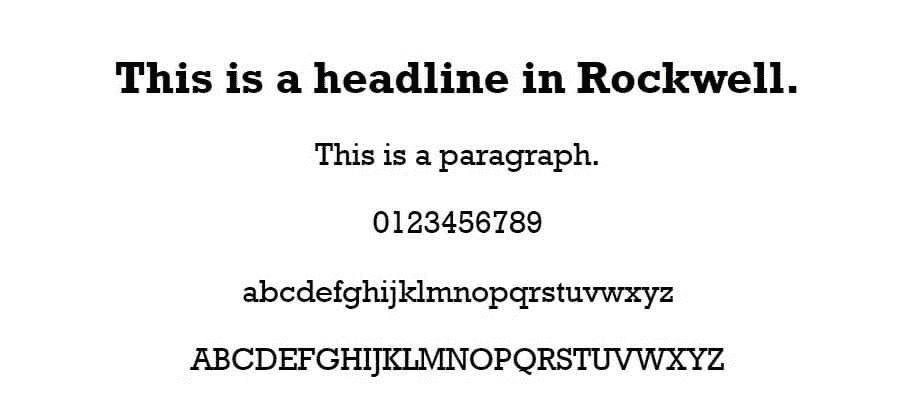 This is a headline in Rockwell.
This is a paragraph.
0123456789
abcdefghijklmnopqrstuvwxyz
ABCDEFGHIJKLMNOPQRSTUVWXYZ